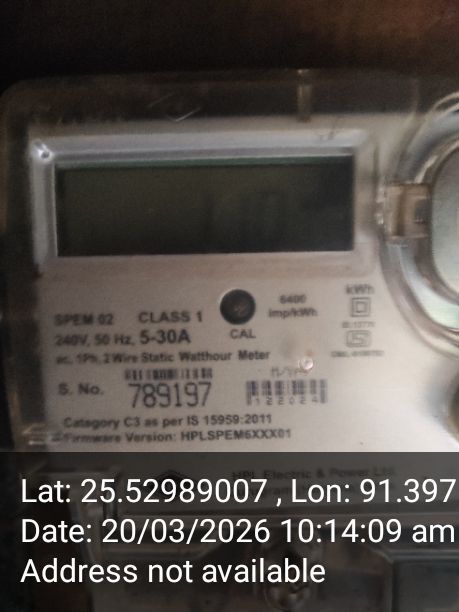 SPEM 02 CLASS 1
6400 imp/kWh
kWh
240V, 50 Hz, 5-30A CAL
ac, 1Ph, 2 Wire Static Watthour Meter
S. No. 789197 122024
Category C3 as per IS 15959:2011
Firmware Version: HPLSPEM6XXX01
HPL Electric & Power Ltd
Lat: 25.52989007 , Lon: 91.397
Date: 20/03/2026 10:14:09 am
Address not available